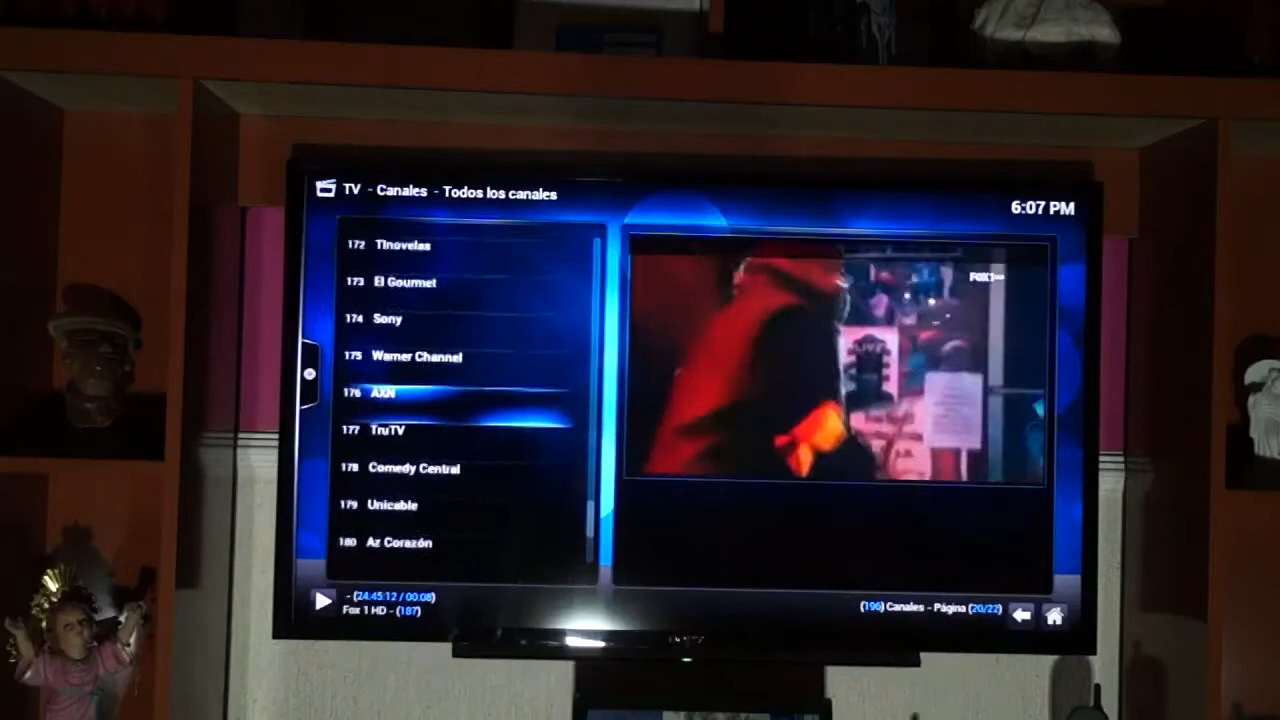 TV - Canales - Todos los canales
6:07 PM
172 Tlnovelas
173 El Gourmet
174 Sony
175 Warner Channel
176 AXN
177 TruTV
178 Comedy Central
179 Unicable
180 Az Corazón
FOX1
LIVE
- (24:45:12 / 00:08)
Fox 1 HD - (187)
(196) Canales - Página (20/22)